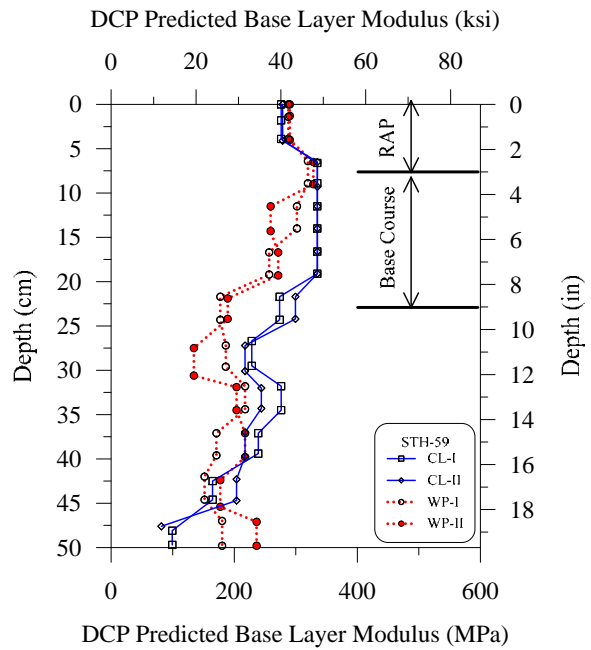 DCP Predicted Base Layer Modulus (ksi)
0 20 40 60 80
0 5 10 15 20 25 30 35 40 45 50
Depth (cm)
0 2 4 6 8 10 12 14 16 18
Depth (in)
RAP
Base Course
STH-59
CL-I
CL-II
WP-I
WP-II
0 200 400 600
DCP Predicted Base Layer Modulus (MPa)